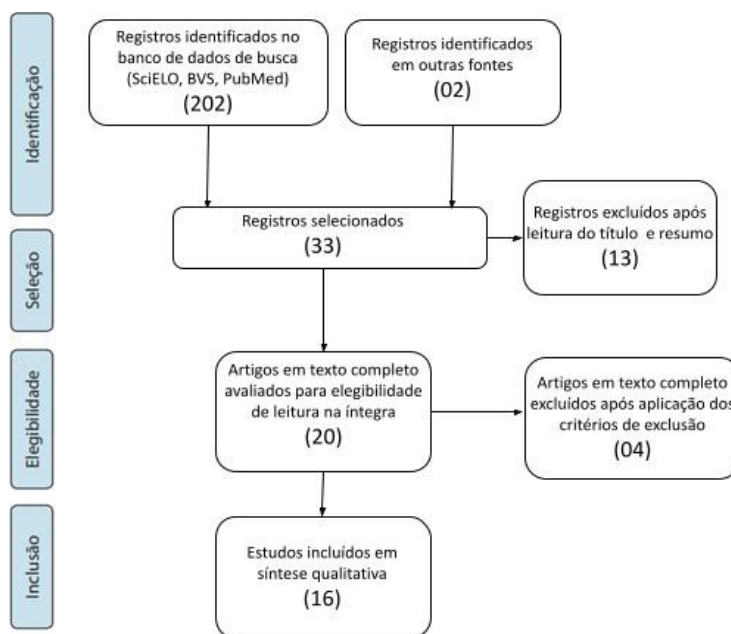 Identificação
Registros identificados no
banco de dados de busca
(SciELO, BVS, PubMed)
(202)
Registros identificados
em outras fontes
(02)
Registros selecionados
(33)
Registros excluídos após
leitura do título e resumo
(13)
Seleção
Elegibilidade
Artigos em texto completo
avaliados para elegibilidade
de leitura na íntegra
(20)
Artigos em texto completo
excluídos após aplicação dos
critérios de exclusão
(04)
Inclusão
Estudos incluídos em
síntese qualitativa
(16)